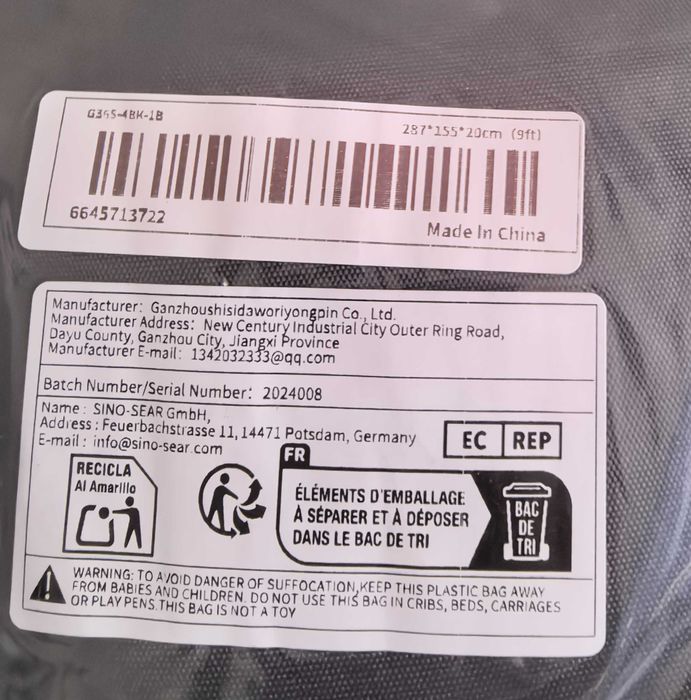 G365-4BK-1B
287*155*20cm (9ft)
6645713722
Made In China
Manufacturer: Ganzhoushisidaworiyongpin Co., Ltd.
Manufacturer Address: New Century Industrial City Outer Ring Road,
Dayu County, Ganzhou City, Jiangxi Province
Manufacturer E-mail: 1342032333@qq.com
Batch Number/Serial Number: 2024008
Name: SINO-SEAR GmbH,
Address: Feuerbachstrasse 11, 14471 Potsdam, Germany
E-mail: info@sino-sear.com
EC REP
RECICLA
Al Amarillo
FR
ÉLÉMENTS D'EMBALLAGE
À SÉPARER ET À DÉPOSER
DANS LE BAC DE TRI
BAC
DE
TRI
WARNING: TO AVOID DANGER OF SUFFOCATION,KEEP THIS PLASTIC BAG AWAY
FROM BABIES AND CHILDREN. DO NOT USE THIS BAG IN CRIBS, BEDS, CARRIAGES
OR PLAY PENS.THIS BAG IS NOT A TOY